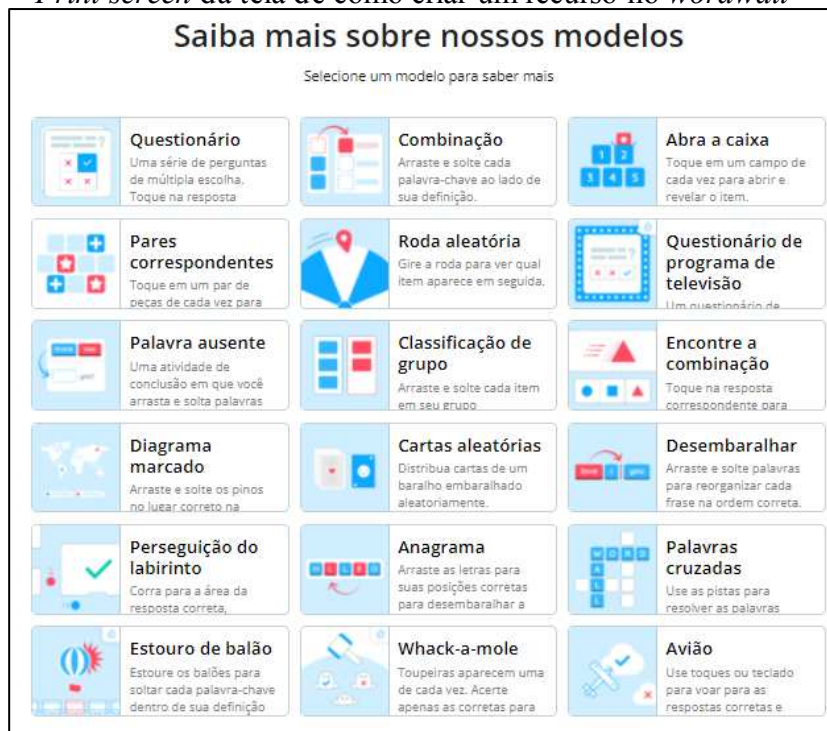 Print screen da tela de como criar um recurso no wordwall
Saiba mais sobre nossos modelos
Selecione um modelo para saber mais
Questionário
Uma série de perguntas
de múltipla escolha.
Toque na resposta
Combinação
Arraste e solte cada
palavra-chave ao lado de
sua definição.
Abra a caixa
Toque em um campo de
cada vez para abrir e
revelar o item.
Pares
correspondentes
Toque em um par de
peças de cada vez para
Roda aleatória
Gire a roda para ver qual
item aparece em seguida.
Questionário de
programa de
televisão
Um questionário de
Palavra ausente
Uma atividade de
conclusão em que você
arrasta e solta palavras
Classificação de
grupo
Arraste e solte cada item
em seu grupo
Encontre a
combinação
Toque na resposta
correspondente para
Diagrama
marcado
Arraste e solte os pinos
no lugar correto na
Cartas aleatórias
Distribua cartas de um
baralho embaralhado
aleatoriamente.
Desembaralhar
Arraste e solte palavras
para reorganizar cada
frase na ordem correta.
Perseguição do
labirinto
Corra para a área da
resposta correta,
Anagrama
Arraste as letras para
suas posições corretas
para desembaralhar a
Palavras
cruzadas
Use as pistas para
resolver as palavras
Estouro de balão
Estoure os balões para
soltar cada palavra-chave
dentro de sua definição
Whack-a-mole
Toupeiras aparecem uma
de cada vez. Acerte
apenas as corretas para
Avião
Use toques ou teclado
para voar para as
respostas corretas e